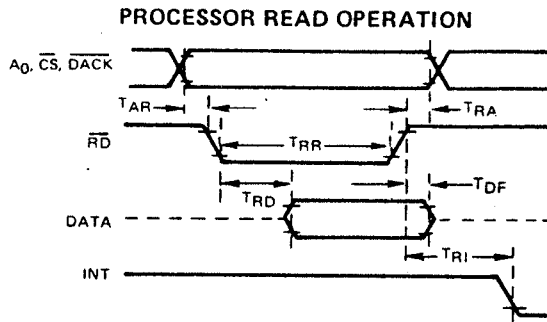 PROCESSOR READ OPERATION
A0, CS, DACK
TAR
TRA
RD
TRR
TRD
TDF
DATA
TRI
INT